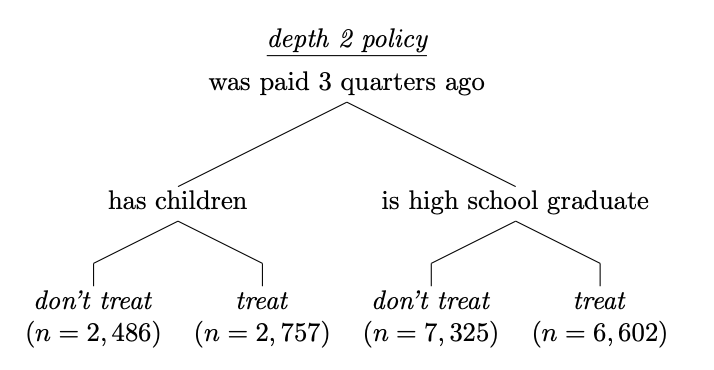 depth 2 policy
was paid 3 quarters ago
has children
is high school graduate
don't treat
(n = 2, 486)
treat
(n = 2, 757)
don't treat
(n = 7, 325)
treat
(n = 6, 602)